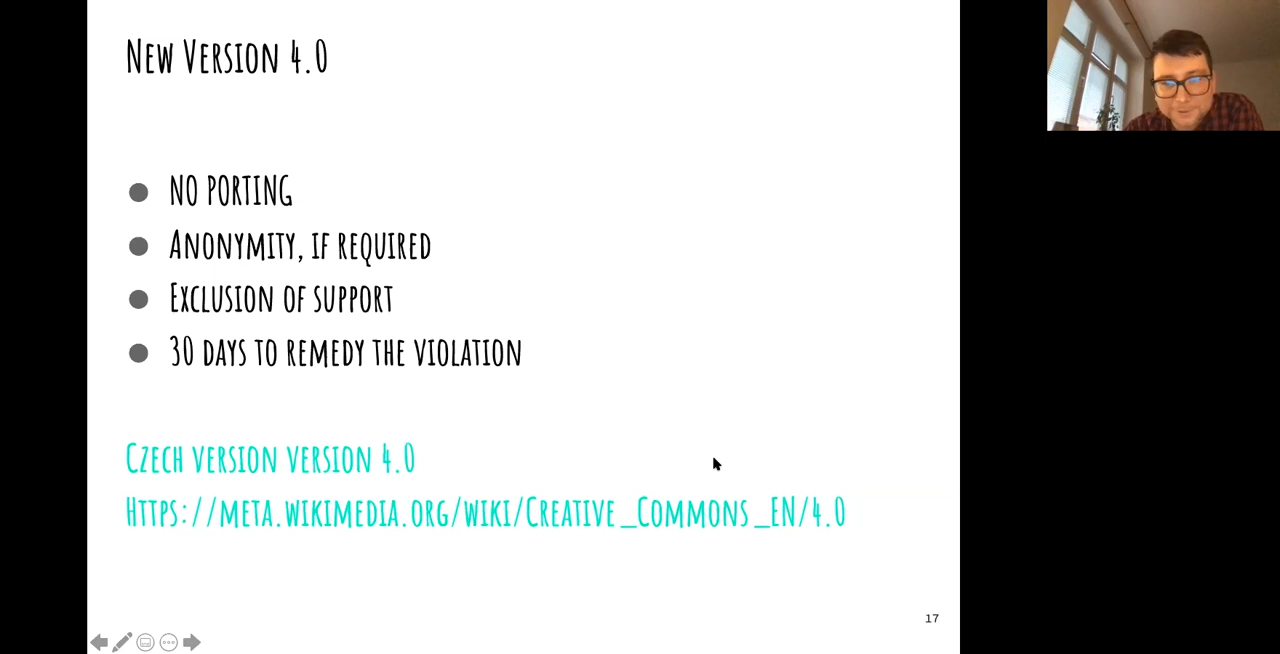 New Version 4.0
NO PORTING
Anonymity, if required
Exclusion of support
30 days to remedy the violation
Czech version version 4.0
Https://meta.wikimedia.org/wiki/Creative_Commons_EN/4.0
17